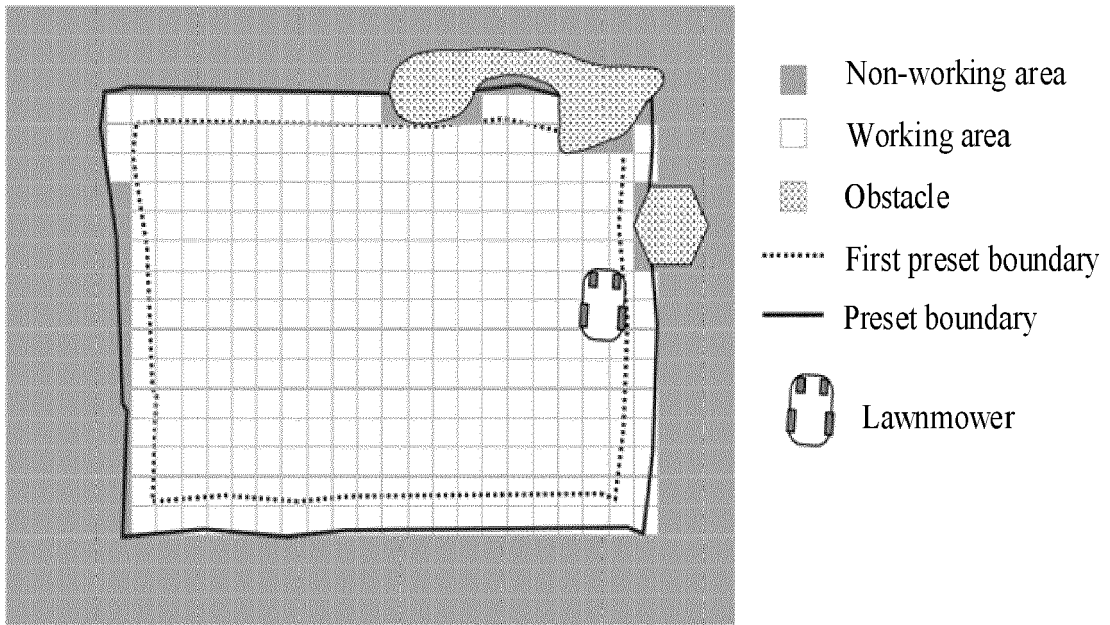 Non-working area
Working area
Obstacle
First preset boundary
Preset boundary
Lawnmower